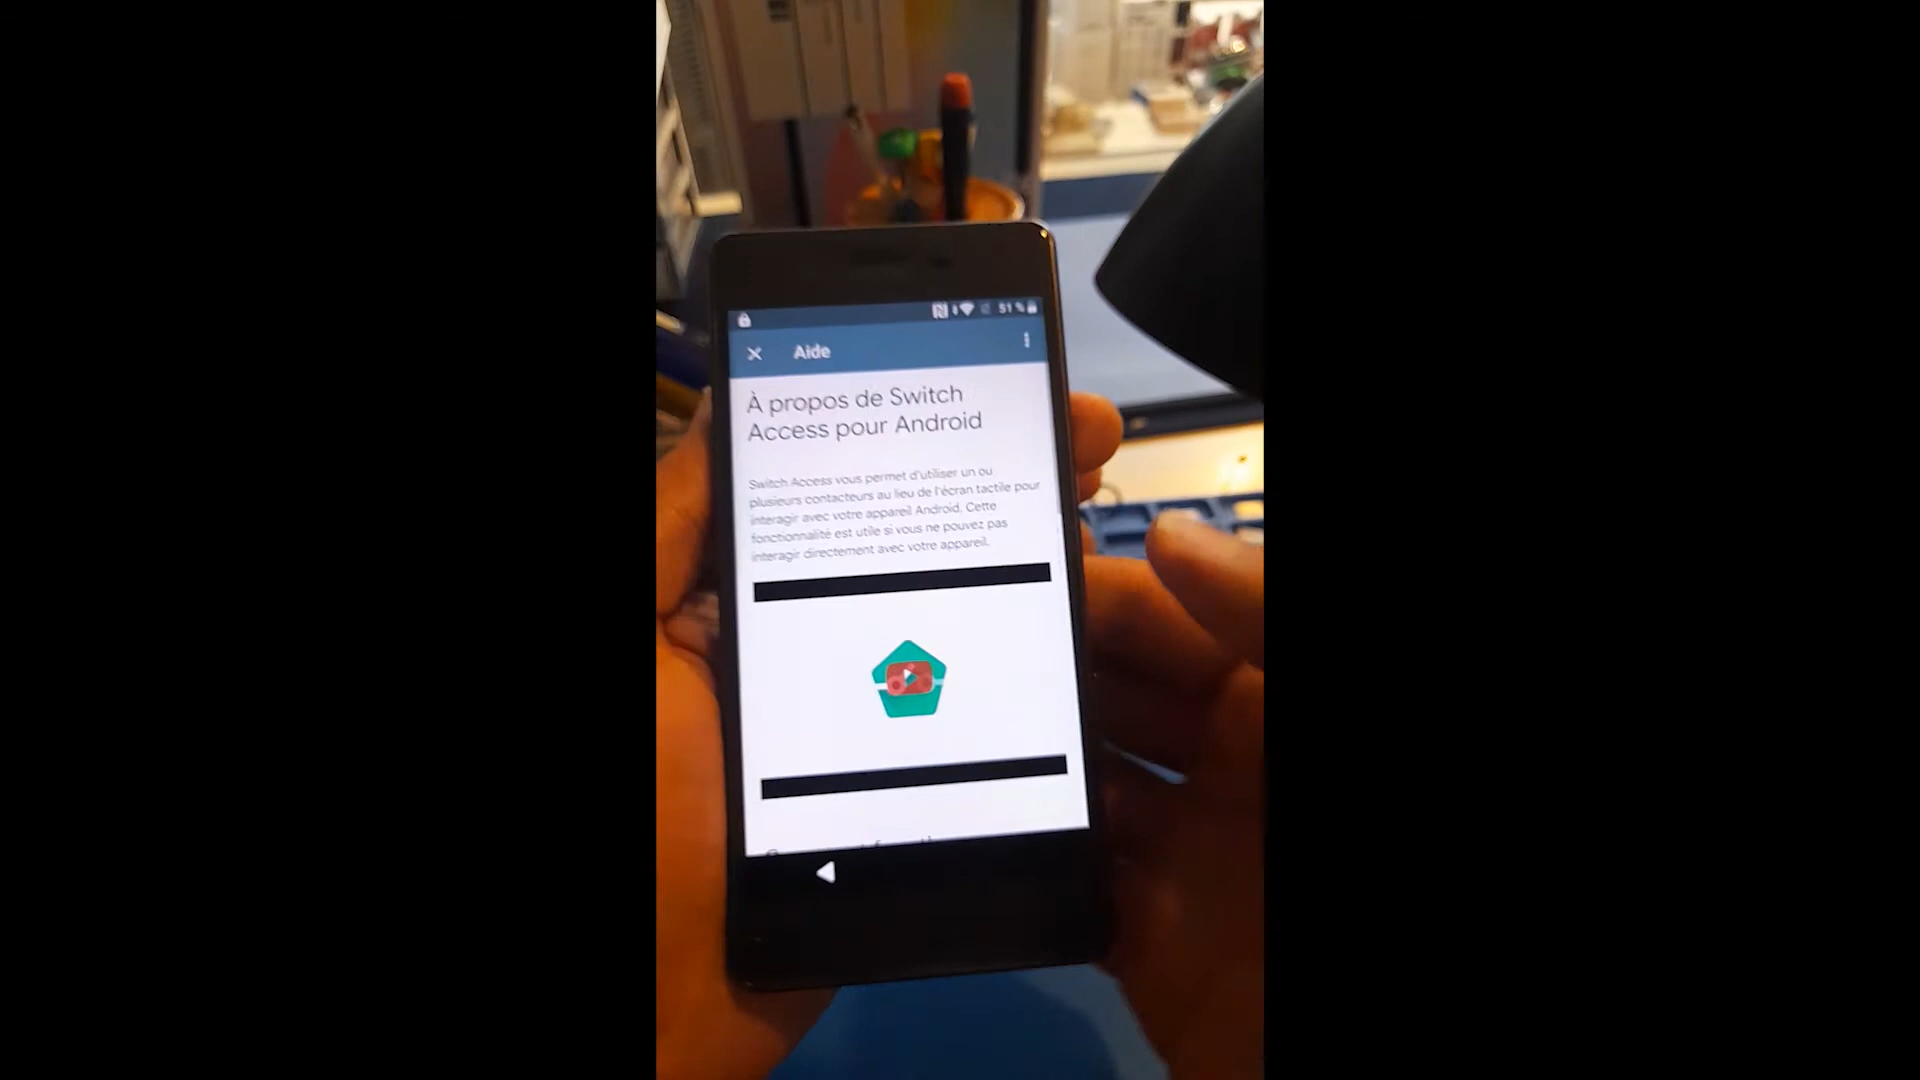 51 %
Aide
À propos de Switch
Access pour Android
Switch Access vous permet d'utiliser un ou
plusieurs contacteurs au lieu de l'écran tactile pour
interagir avec votre appareil Android. Cette
fonctionnalité est utile si vous ne pouvez pas
interagir directement avec votre appareil.